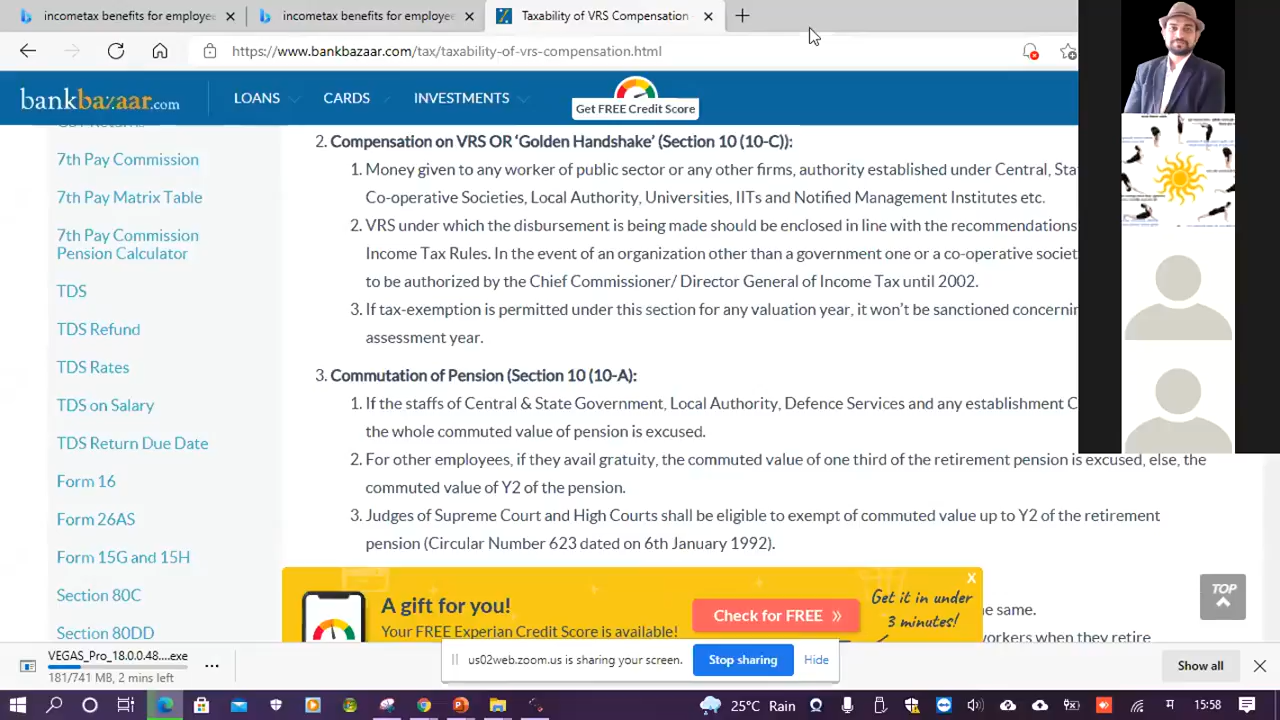 incometax benefits for employee
incometax benefits for employee
Taxability of VRS Compensation
https://www.bankbazaar.com/tax/taxability-of-vrs-compensation.html
bankbazaar.com
LOANS
CARDS
INVESTMENTS
Get FREE Credit Score
7th Pay Commission
7th Pay Matrix Table
7th Pay Commission
Pension Calculator
TDS
TDS Refund
TDS Rates
TDS on Salary
TDS Return Due Date
Form 16
Form 26AS
Form 15G and 15H
Section 80C
Section 80DD
2. Compensation on VRS OR ‘Golden Handshake’ (Section 10 (10-C)):
1. Money given to any worker of public sector or any other firms, authority established under Central, Sta
Co-operative Societies, Local Authority, Universities, IITs and Notified Management Institutes etc.
2. VRS under which the disbursement is being made should be enclosed in line with the recommendations
Income Tax Rules. In the event of an organization other than a government one or a co-operative societ
to be authorized by the Chief Commissioner/ Director General of Income Tax until 2002.
3. If tax-exemption is permitted under this section for any valuation year, it won’t be sanctioned concernin
assessment year.
3. Commutation of Pension (Section 10 (10-A):
1. If the staffs of Central & State Government, Local Authority, Defence Services and any establishment C
the whole commuted value of pension is excused.
2. For other employees, if they avail gratuity, the commuted value of one third of the retirement pension is excused, else, the
commuted value of Y2 of the pension.
3. Judges of Supreme Court and High Courts shall be eligible to exempt of commuted value up to Y2 of the retirement
pension (Circular Number 623 dated on 6th January 1992).
he same.
workers when they retire
A gift for you!
Your FREE Experian Credit Score is available!
Check for FREE »
Get it in under
3 minutes!
X
TOP
VEGAS_Pro_18.0.0.48....exe
181/741 MB, 2 mins left
us02web.zoom.us is sharing your screen.
Stop sharing
Hide
Show all
25°C Rain
म
15:58